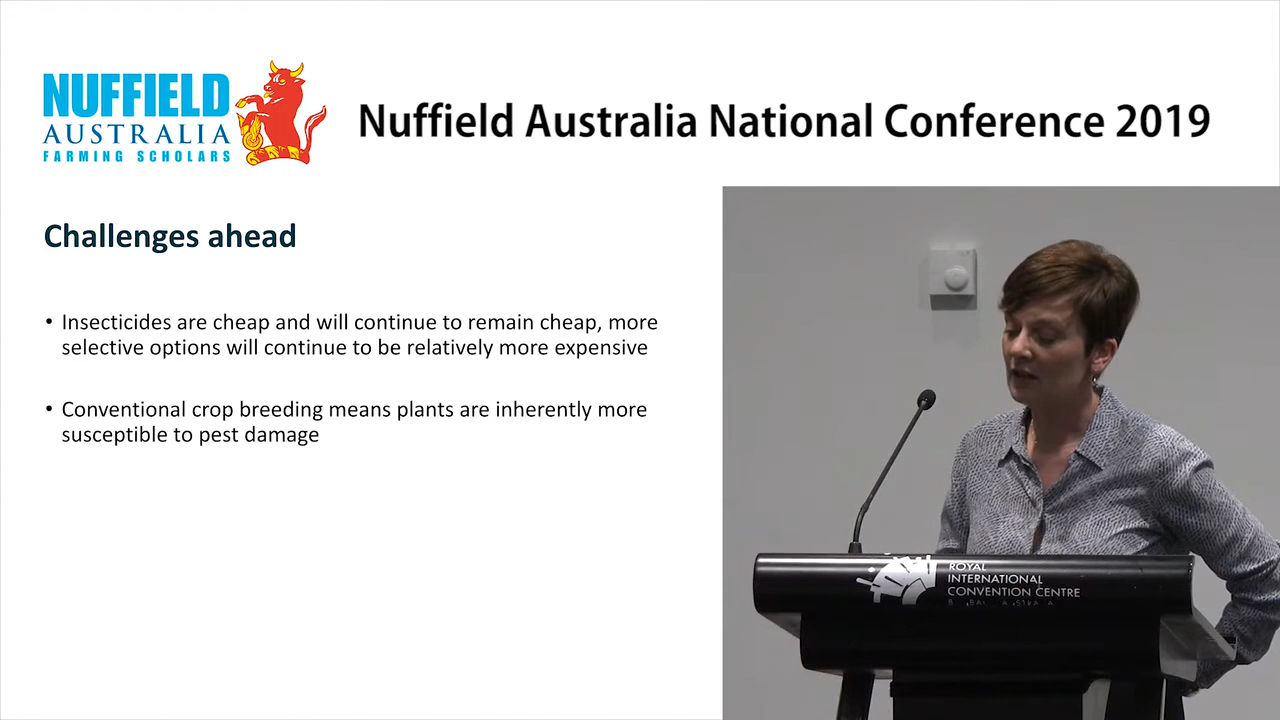 NUFFIELD
AUSTRALIA
FARMING SCHOLARS
Nuffield Australia National Conference 2019
Challenges ahead
• Insecticides are cheap and will continue to remain cheap, more
selective options will continue to be relatively more expensive
• Conventional crop breeding means plants are inherently more
susceptible to pest damage
ROYAL
INTERNATIONAL
CONVENTION CENTRE